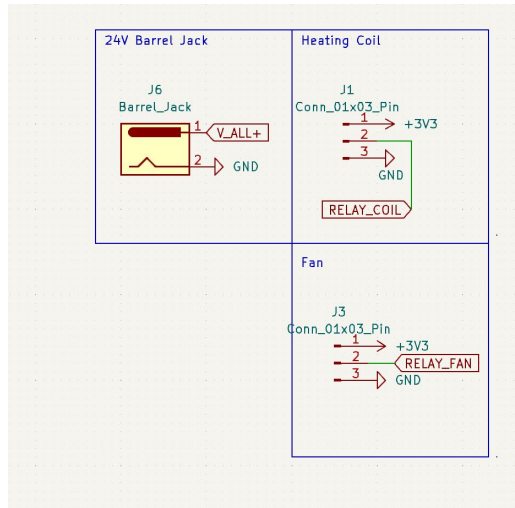 24V Barrel Jack
J6
Barrel_Jack
1
V_ALL+
2
GND
Heating Coil
J1
Conn_01x03_Pin
1
+3V3
2
3
GND
RELAY_COIL
Fan
J3
Conn_01x03_Pin
1
+3V3
2
RELAY_FAN
3
GND